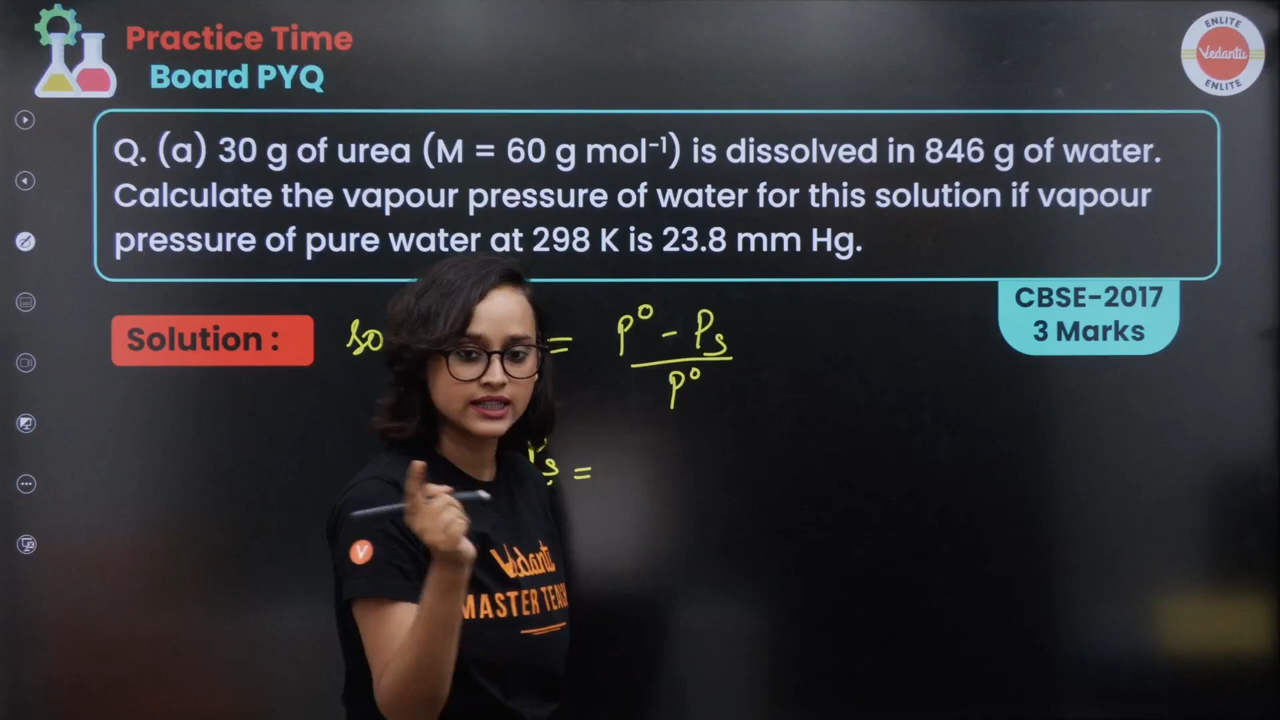 Practice Time
Board PYQ
ENLITE
Vedantu
ENLITE
Q. (a) 30 g of urea (M = 60 g mol⁻¹) is dissolved in 846 g of water.
Calculate the vapour pressure of water for this solution if vapour
pressure of pure water at 298 K is 23.8 mm Hg.
CBSE-2017
3 Marks
Solution :
= P⁰ - Pₛ
P⁰
=
V
Vedantu
MASTER